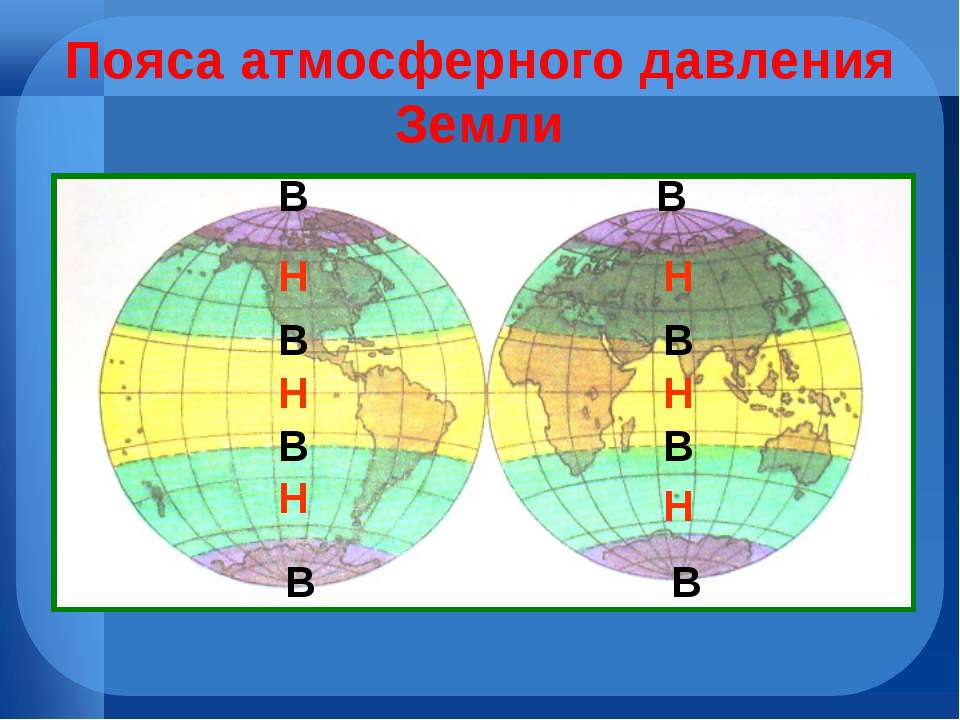 Пояса атмосферного давления
Земли
В В
Н Н
В В
Н Н
В В
Н Н
В В